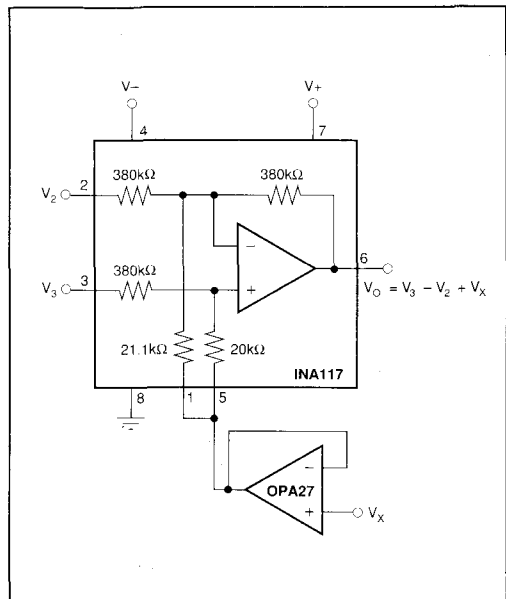 V– V+
4 7
380kΩ 380kΩ
V2 2
−
6
380kΩ
V3 3
+
VO = V3 – V2 + VX
21.1kΩ 20kΩ
INA117
8 1 5
−
OPA27
+ VX